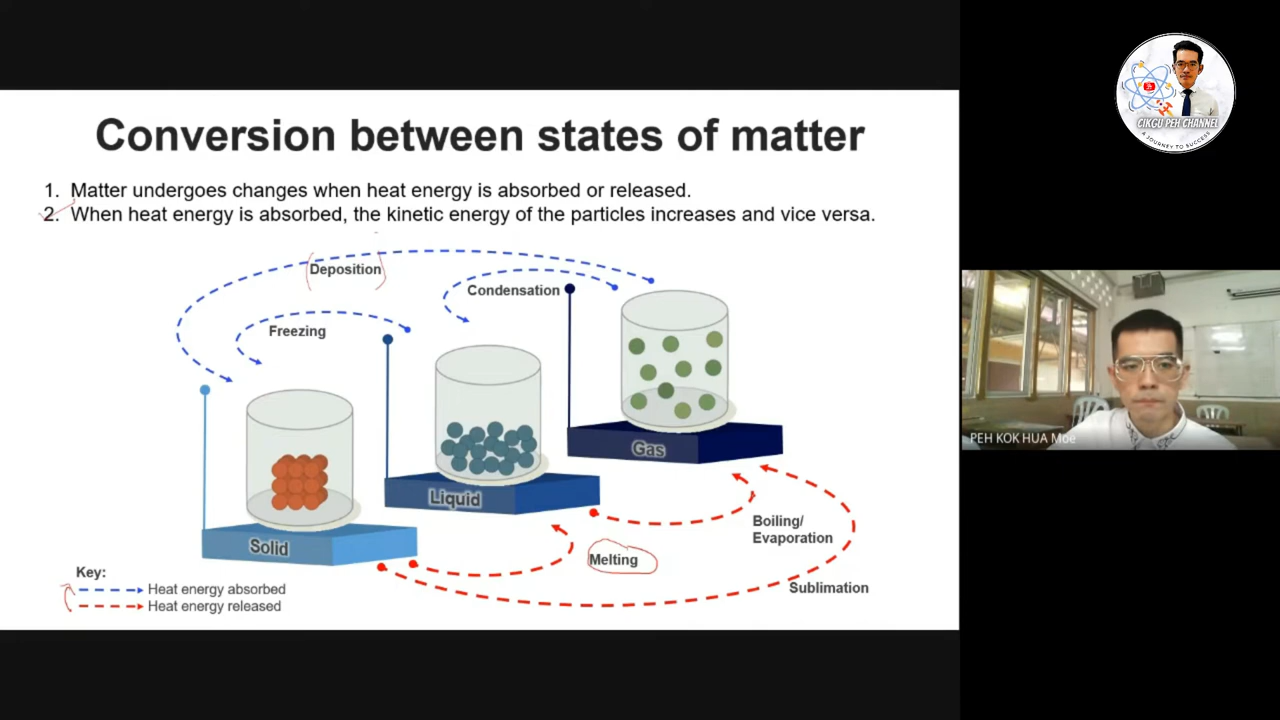 Conversion between states of matter
1. Matter undergoes changes when heat energy is absorbed or released.
2. When heat energy is absorbed, the kinetic energy of the particles increases and vice versa.
Deposition
Condensation
Freezing
Gas
Liquid
Solid
Boiling/
Evaporation
Melting
Sublimation
Key:
Heat energy absorbed
Heat energy released
CIKGU PEH CHANNEL
A JOURNEY TO SUCCESS
PEH KOK HUA Moe